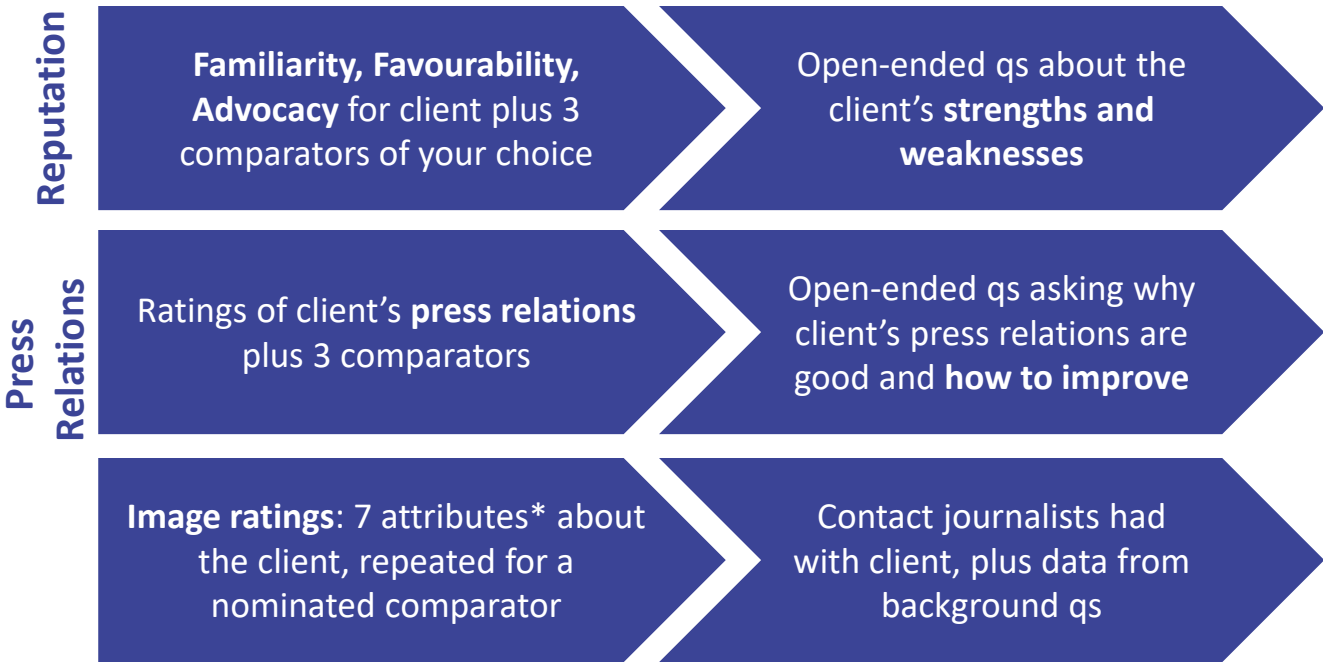 Reputation
Familiarity, Favourability,
Advocacy for client plus 3
comparators of your choice
Open-ended qs about the
client’s strengths and
weaknesses
Press
Relations
Ratings of client’s press relations
plus 3 comparators
Open-ended qs asking why
client’s press relations are
good and how to improve
Image ratings: 7 attributes* about
the client, repeated for a
nominated comparator
Contact journalists had
with client, plus data from
background qs